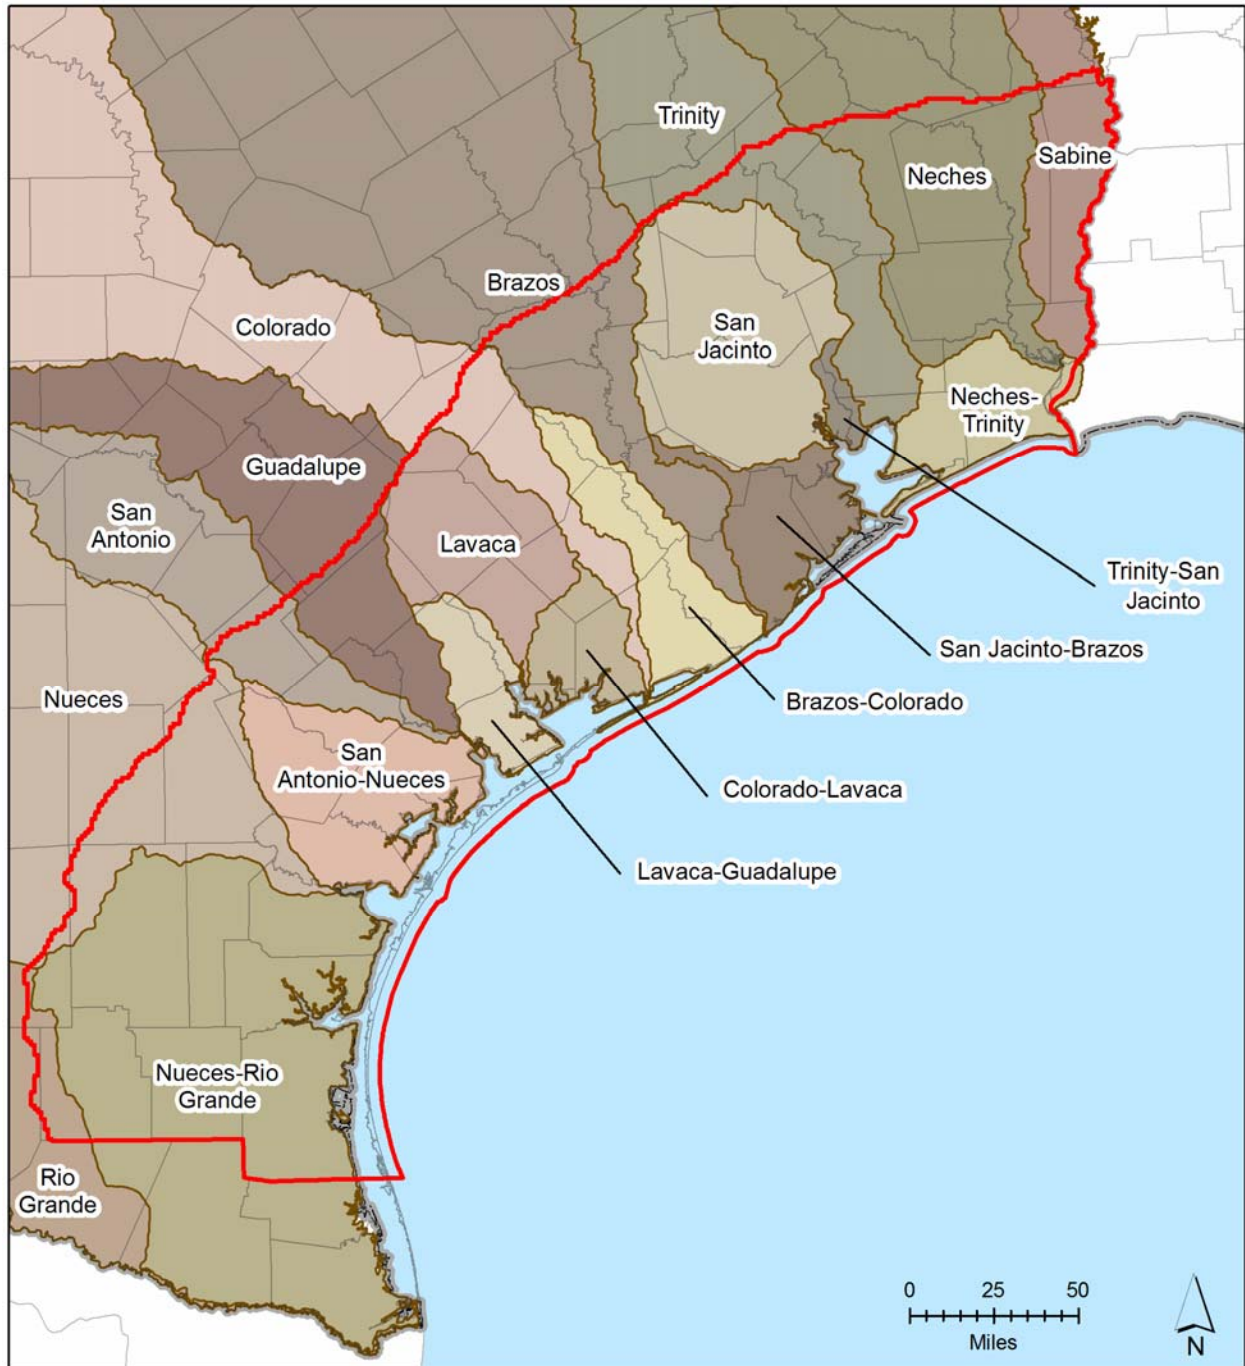 Trinity
Neches
Sabine
Brazos
Colorado
San
Jacinto
Neches-
Trinity
Guadalupe
San
Antonio
Lavaca
Trinity-San
Jacinto
San Jacinto-Brazos
Nueces
Brazos-Colorado
San
Antonio-Nueces
Colorado-Lavaca
Lavaca-Guadalupe
Nueces-Rio
Grande
Rio
Grande
0 25 50
Miles
N